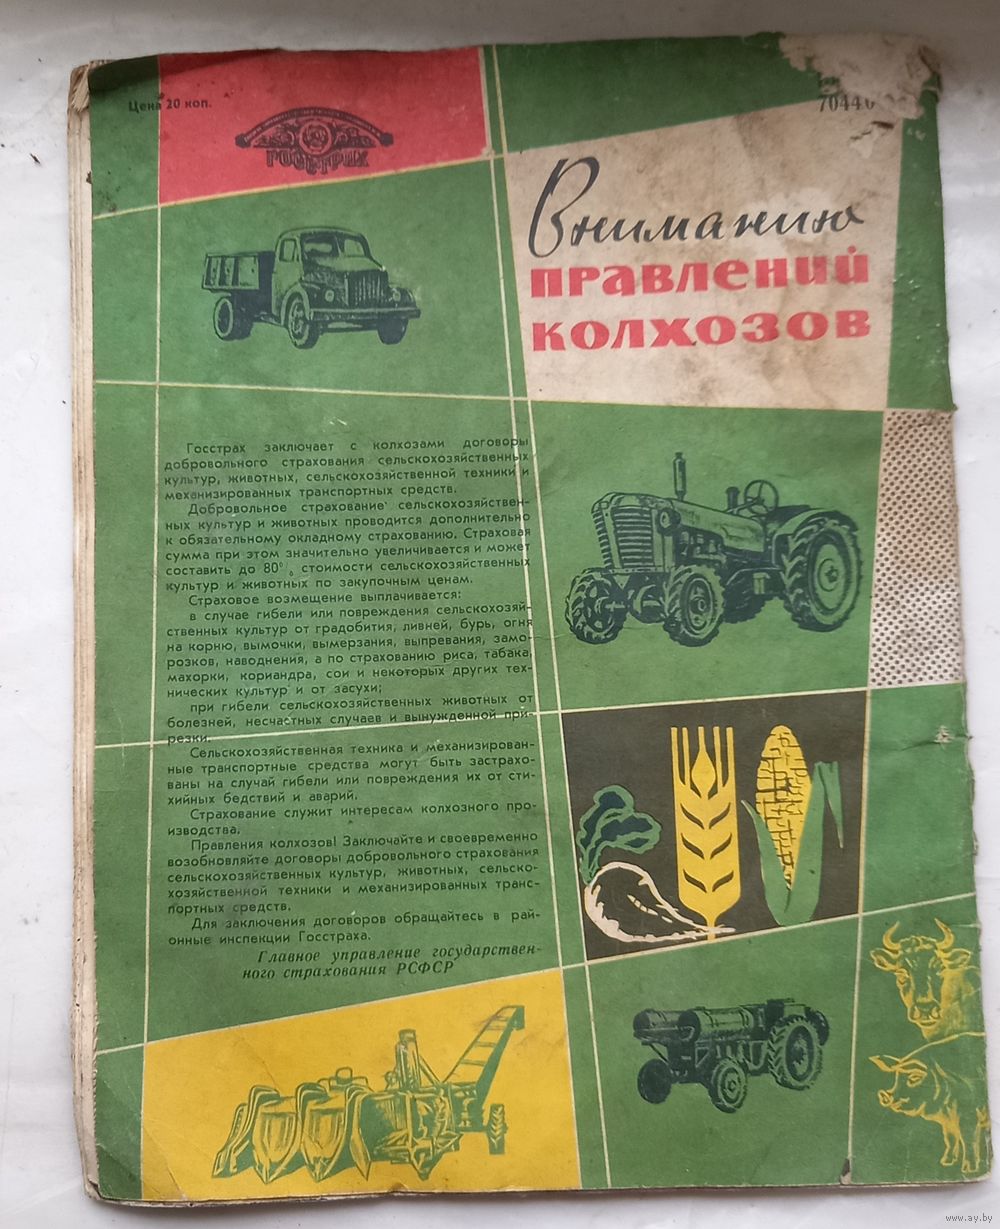 Цена 20 коп.
70440
ГОССТРАХ
Вниманию
правлений
колхозов
Госстрах заключает с колхозами договоры
добровольного страхования сельскохозяйственных
культур, животных, сельскохозяйственной техники и
механизированных транспортных средств.
Добровольное страхование сельскохозяйствен-
ных культур и животных проводится дополнительно
к обязательному окладному страхованию. Страховая
сумма при этом значительно увеличивается и может
составить до 80% стоимости сельскохозяйственных
культур и животных по закупочным ценам.
Страховое возмещение выплачивается:
в случае гибели или повреждения сельскохозяй-
ственных культур от градобития, ливней, бурь, огня
на корню, вымочки, вымерзания, выпревания, замо-
розков, наводнения, а по страхованию риса, табака,
махорки, кориандра, сои и некоторых других тех-
нических культур и от засухи;
при гибели сельскохозяйственных животных от
болезней, несчастных случаев и вынужденной при-
резки.
Сельскохозяйственная техника и механизирован-
ные транспортные средства могут быть застрахо-
ваны на случай гибели или повреждения их от сти-
хийных бедствий и аварий.
Страхование служит интересам колхозного про-
изводства.
Правления колхозов! Заключайте и своевременно
возобновляйте договоры добровольного страхования
сельскохозяйственных культур, животных, сельско-
хозяйственной техники и механизированных транс-
портных средств.
Для заключения договоров обращайтесь в рай-
онные инспекции Госстраха.
Главное управление государствен-
ного страхования РСФСР
www.ay.by